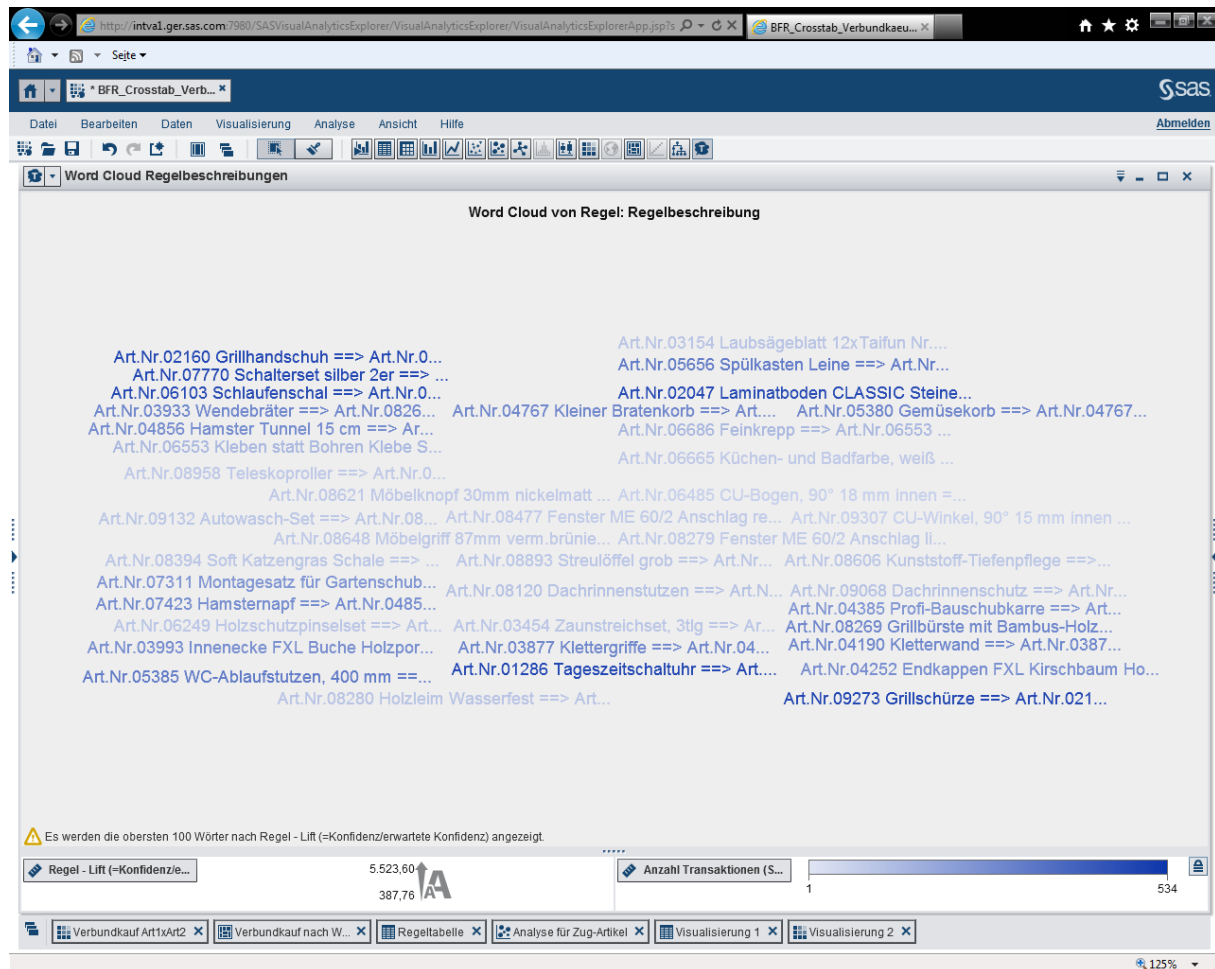 http://intva1.ger.sas.com:7980/SASVisualAnalyticsExplorer/VisualAnalyticsExplorer/VisualAnalyticsExplorerApp.jsp?s
BFR_Crosstab_Verbundkaeu...
Seite
* BFR_Crosstab_Verb...
sas
Datei Bearbeiten Daten Visualisierung Analyse Ansicht Hilfe
Abmelden
Word Cloud Regelbeschreibungen
Word Cloud von Regel: Regelbeschreibung
Art.Nr.03154 Laubsägeblatt 12xTaifun Nr....
Art.Nr.02160 Grillhandschuh ==> Art.Nr.0...
Art.Nr.05656 Spülkasten Leine ==> Art.Nr...
Art.Nr.07770 Schalterset silber 2er ==> ...
Art.Nr.06103 Schlaufenschal ==> Art.Nr.0...
Art.Nr.02047 Laminatboden CLASSIC Steine...
Art.Nr.03933 Wendebräter ==> Art.Nr.0826... Art.Nr.04767 Kleiner Bratenkorb ==> Art.... Art.Nr.05380 Gemüsekorb ==> Art.Nr.04767...
Art.Nr.04856 Hamster Tunnel 15 cm ==> Ar... Art.Nr.06686 Feinkrepp ==> Art.Nr.06553 ...
Art.Nr.06553 Kleben statt Bohren Klebe S...
Art.Nr.06665 Küchen- und Badfarbe, weiß ...
Art.Nr.08958 Teleskoproller ==> Art.Nr.0...
Art.Nr.08621 Möbelknopf 30mm nickelmatt ... Art.Nr.06485 CU-Bogen, 90° 18 mm innen =...
Art.Nr.09132 Autowasch-Set ==> Art.Nr.08... Art.Nr.08477 Fenster ME 60/2 Anschlag re... Art.Nr.09307 CU-Winkel, 90° 15 mm innen ...
Art.Nr.08648 Möbelgriff 87mm verm.brünie... Art.Nr.08279 Fenster ME 60/2 Anschlag li...
Art.Nr.08394 Soft Katzengras Schale ==> ... Art.Nr.08893 Streulöffel grob ==> Art.Nr... Art.Nr.08606 Kunststoff-Tiefenpflege ==>...
Art.Nr.07311 Montagesatz für Gartenschub...
Art.Nr.08120 Dachrinnenstutzen ==> Art.N... Art.Nr.09068 Dachrinnenschutz ==> Art.Nr...
Art.Nr.07423 Hamsternapf ==> Art.Nr.0485...
Art.Nr.04385 Profi-Bauschubkarre ==> Art...
Art.Nr.06249 Holzschutzpinselset ==> Art... Art.Nr.03454 Zaunstreichset, 3tlg ==> Ar... Art.Nr.08269 Grillbürste mit Bambus-Holz...
Art.Nr.03993 Innenecke FXL Buche Holzpor... Art.Nr.03877 Klettergriffe ==> Art.Nr.04... Art.Nr.04190 Kletterwand ==> Art.Nr.0387...
Art.Nr.05385 WC-Ablaufstutzen, 400 mm ==... Art.Nr.01286 Tageszeitschaltuhr ==> Art.... Art.Nr.04252 Endkappen FXL Kirschbaum Ho...
Art.Nr.08280 Holzleim Wasserfest ==> Art... Art.Nr.09273 Grillschürze ==> Art.Nr.021...
Es werden die obersten 100 Wörter nach Regel - Lift (=Konfidenz/erwartete Konfidenz) angezeigt.
Regel - Lift (=Konfidenz/e... 5.523,60 Anzahl Transaktionen (S...
387,76 1 534
Verbundkauf Art1xArt2 Verbundkauf nach W... Regeltabelle Analyse für Zug-Artikel Visualisierung 1 Visualisierung 2
125%